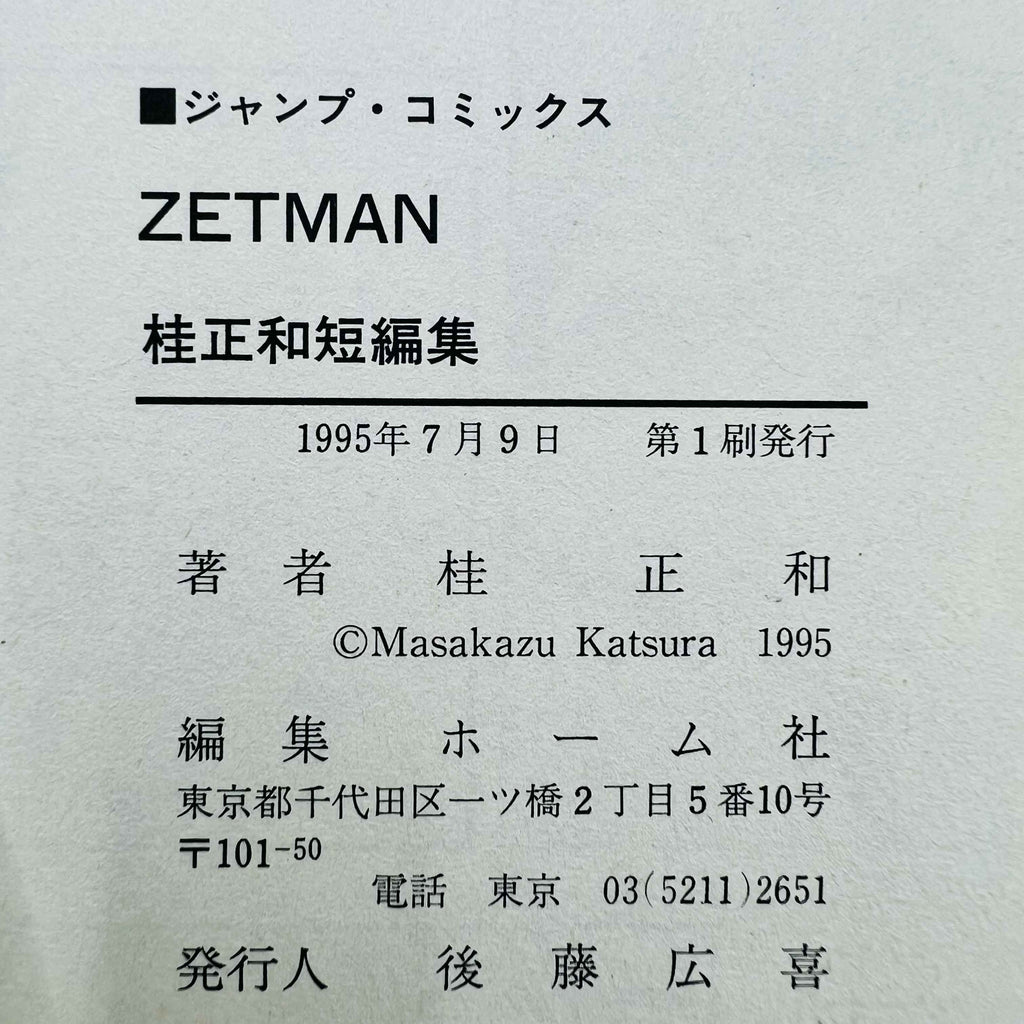 ■ジャンプ・コミックス
ZETMAN
桂正和短編集
1995年7月9日　第1刷発行
著者　桂　正和
©Masakazu Katsura 1995
編集　ホーム社
東京都千代田区一ツ橋2丁目5番10号
〒101-50
電話　東京　03(5211)2651
発行人　後藤広喜